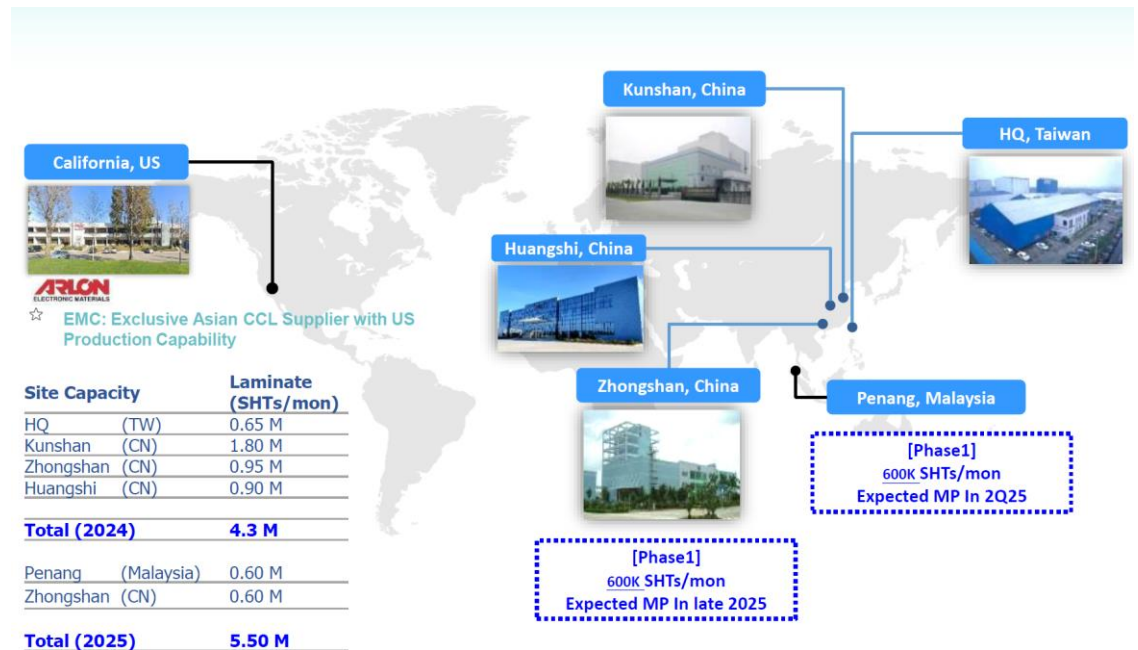 Kunshan, China
HQ, Taiwan
California, US
Huangshi, China
ARLON
ELECTRONIC MATERIALS
☆ EMC: Exclusive Asian CCL Supplier with US
Production Capability
Zhongshan, China
Penang, Malaysia
Site Capacity Laminate
(SHTs/mon)
HQ (TW) 0.65 M
Kunshan (CN) 1.80 M
Zhongshan (CN) 0.95 M
Huangshi (CN) 0.90 M
Total (2024) 4.3 M
Penang (Malaysia) 0.60 M
Zhongshan (CN) 0.60 M
Total (2025) 5.50 M
[Phase1]
600K SHTs/mon
Expected MP In 2Q25
[Phase1]
600K SHTs/mon
Expected MP In late 2025